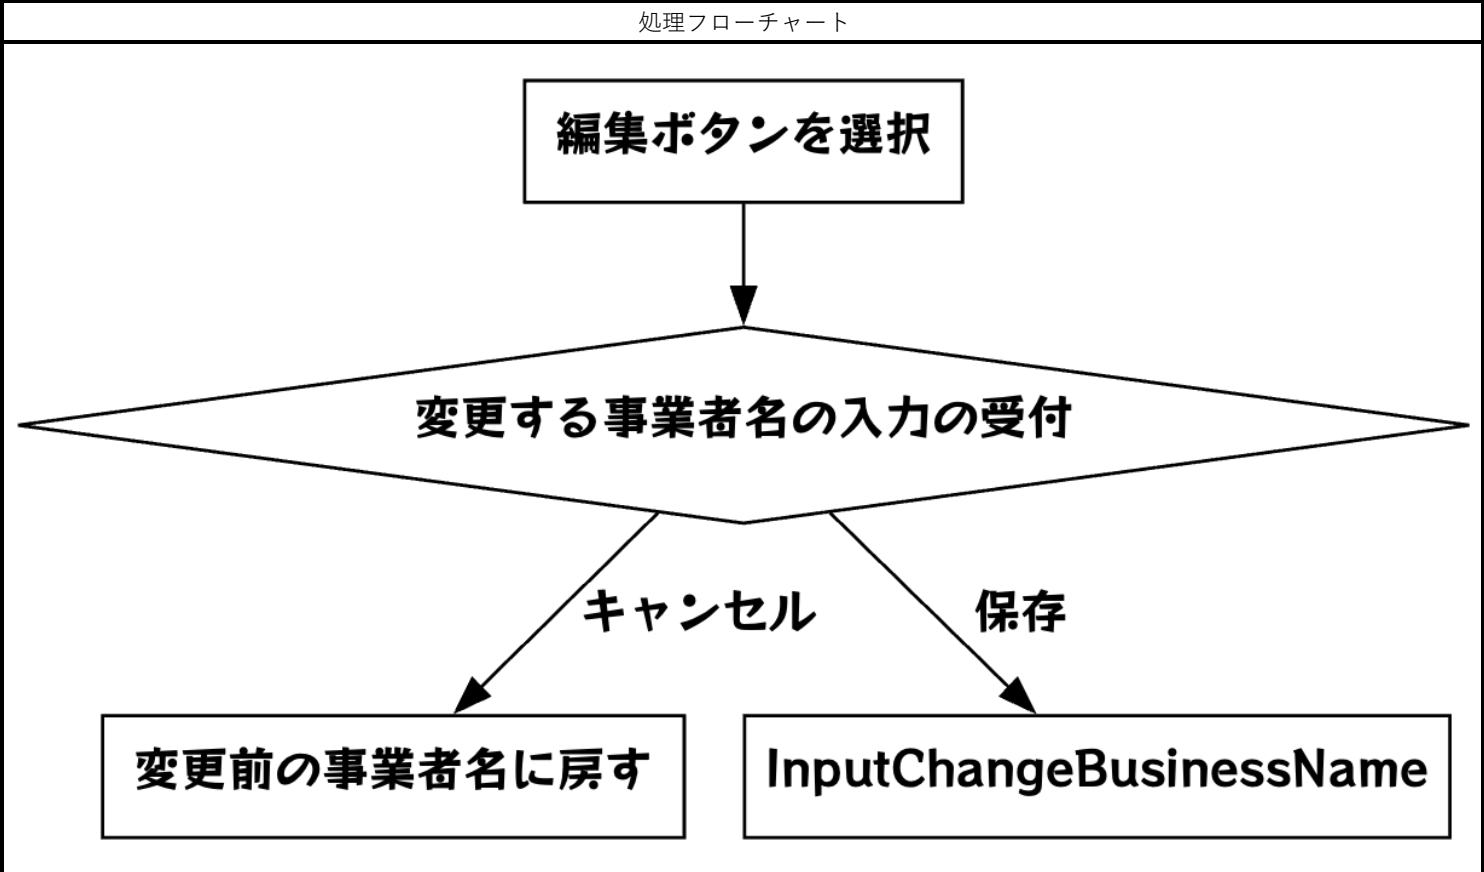 処理フローチャート
編集ボタンを選択
変更する事業者名の入力の受付
キャンセル
保存
変更前の事業者名に戻す
InputChangeBusinessName